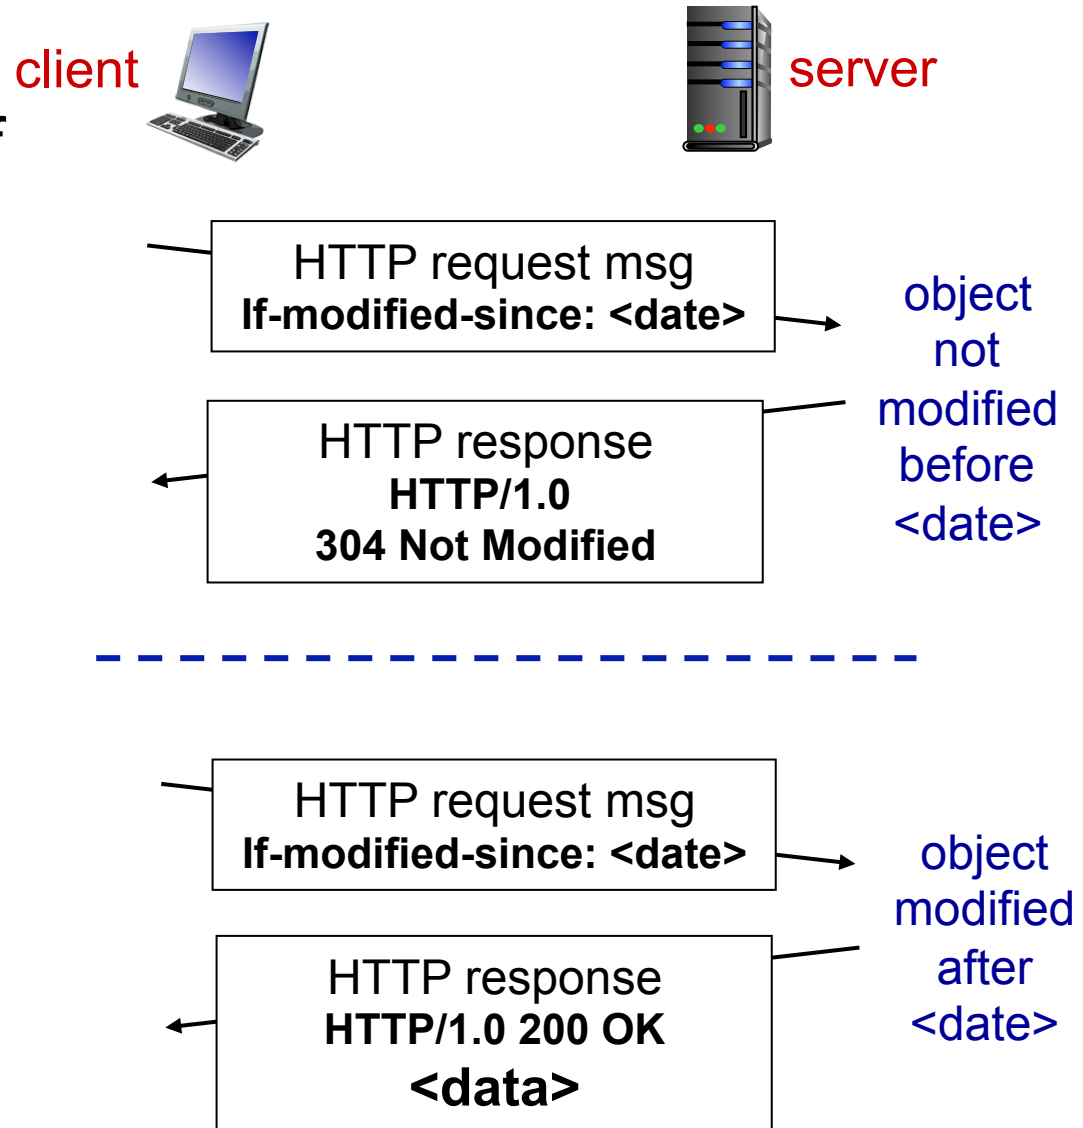 client
server
f
HTTP request msg
If-modified-since: <date>
object
not
modified
before
<date>
HTTP response
HTTP/1.0
304 Not Modified
HTTP request msg
If-modified-since: <date>
object
modified
after
<date>
HTTP response
HTTP/1.0 200 OK
<data>